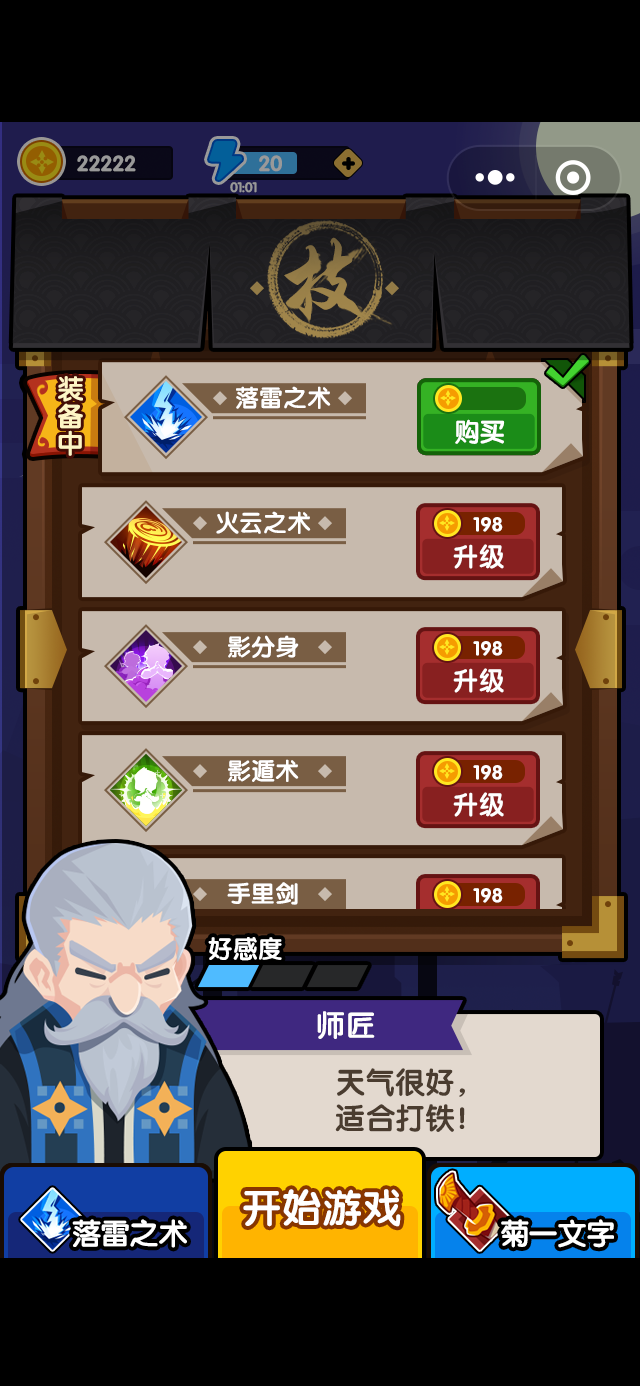 22222
20
01:01
技
装备中
落雷之术
购买
火云之术
198
升级
影分身
198
升级
影遁术
198
升级
手里剑
198
好感度
师匠
天气很好，
适合打铁！
落雷之术
开始游戏
菊一文字